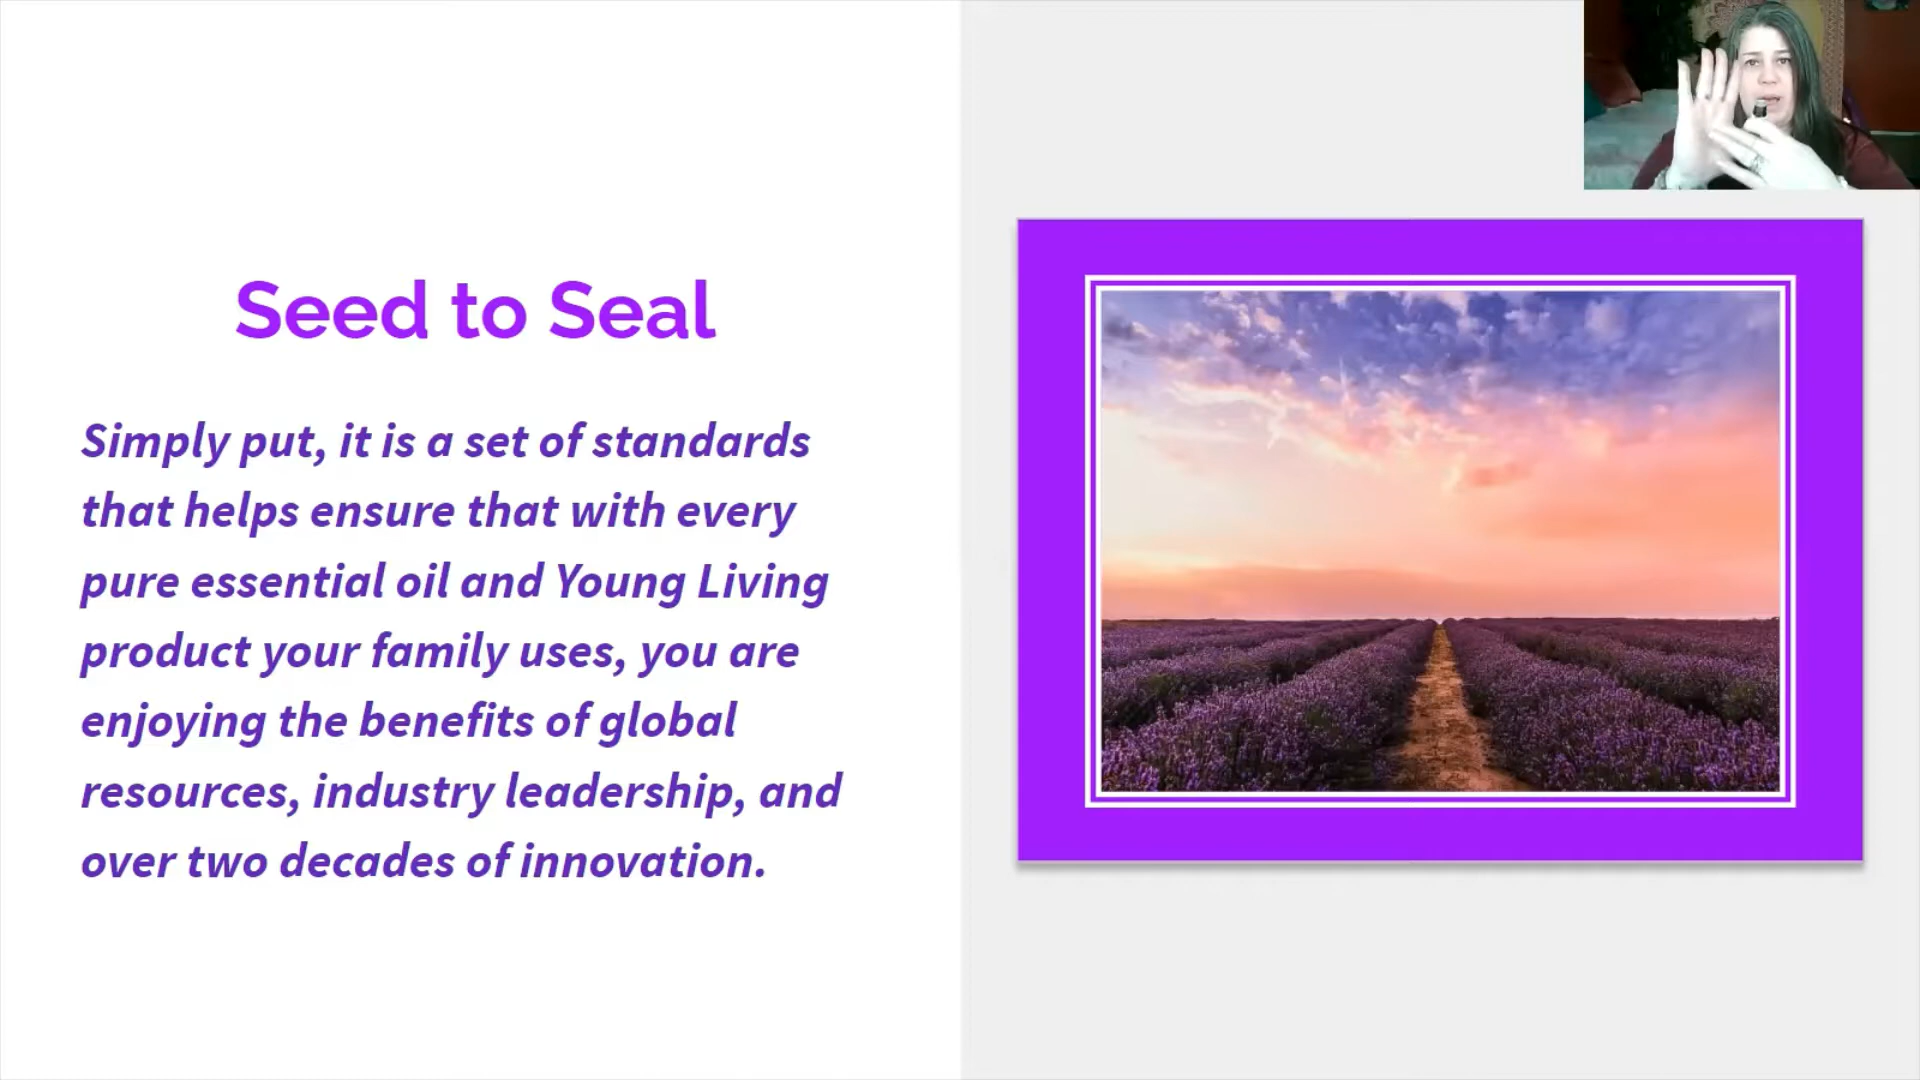 Seed to Seal
Simply put, it is a set of standards
that helps ensure that with every
pure essential oil and Young Living
product your family uses, you are
enjoying the benefits of global
resources, industry leadership, and
over two decades of innovation.